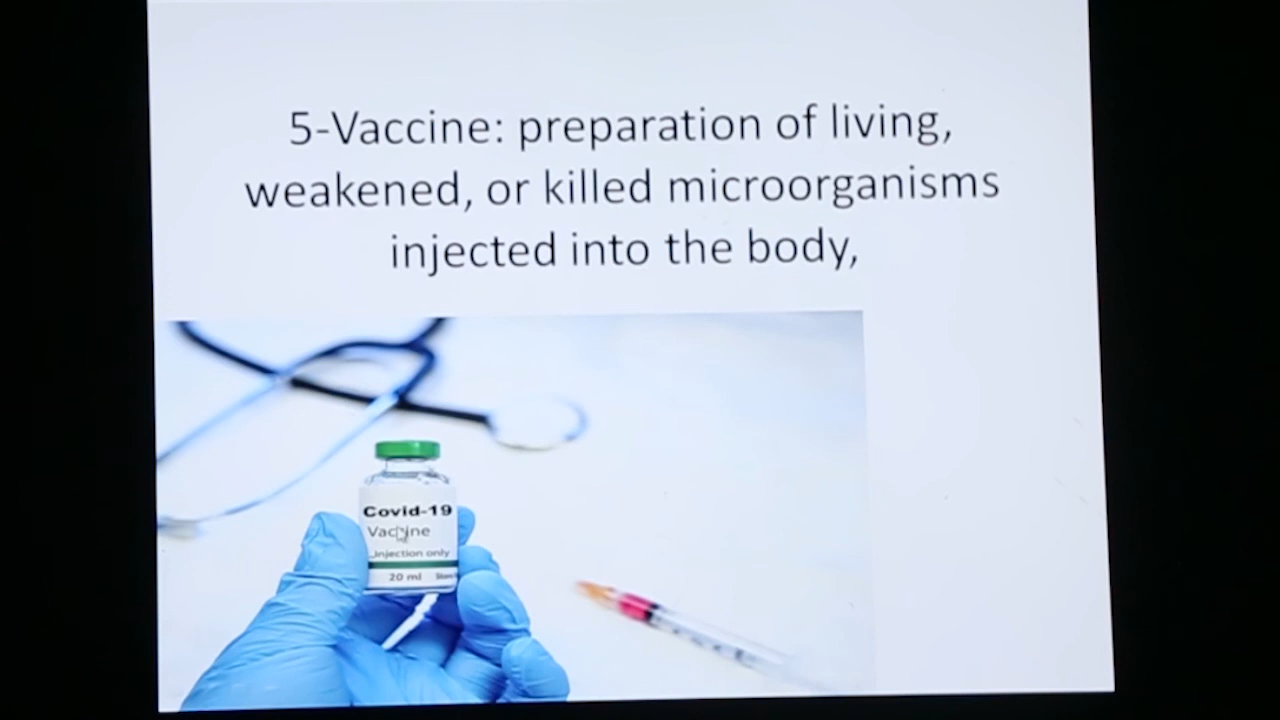 5-Vaccine: preparation of living,
weakened, or killed microorganisms
injected into the body,
Covid-19
Vaccine
Injection only
20 ml